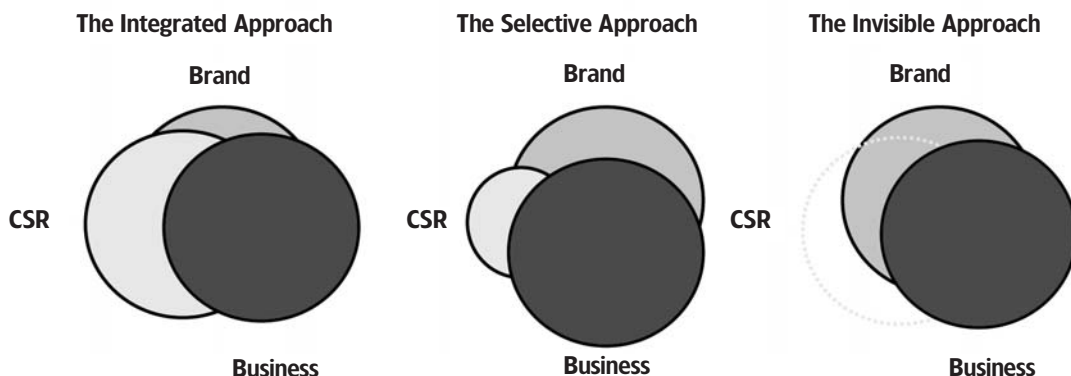 The Integrated Approach
Brand
CSR
Business
The Selective Approach
Brand
CSR
Business
The Invisible Approach
Brand
CSR
Business